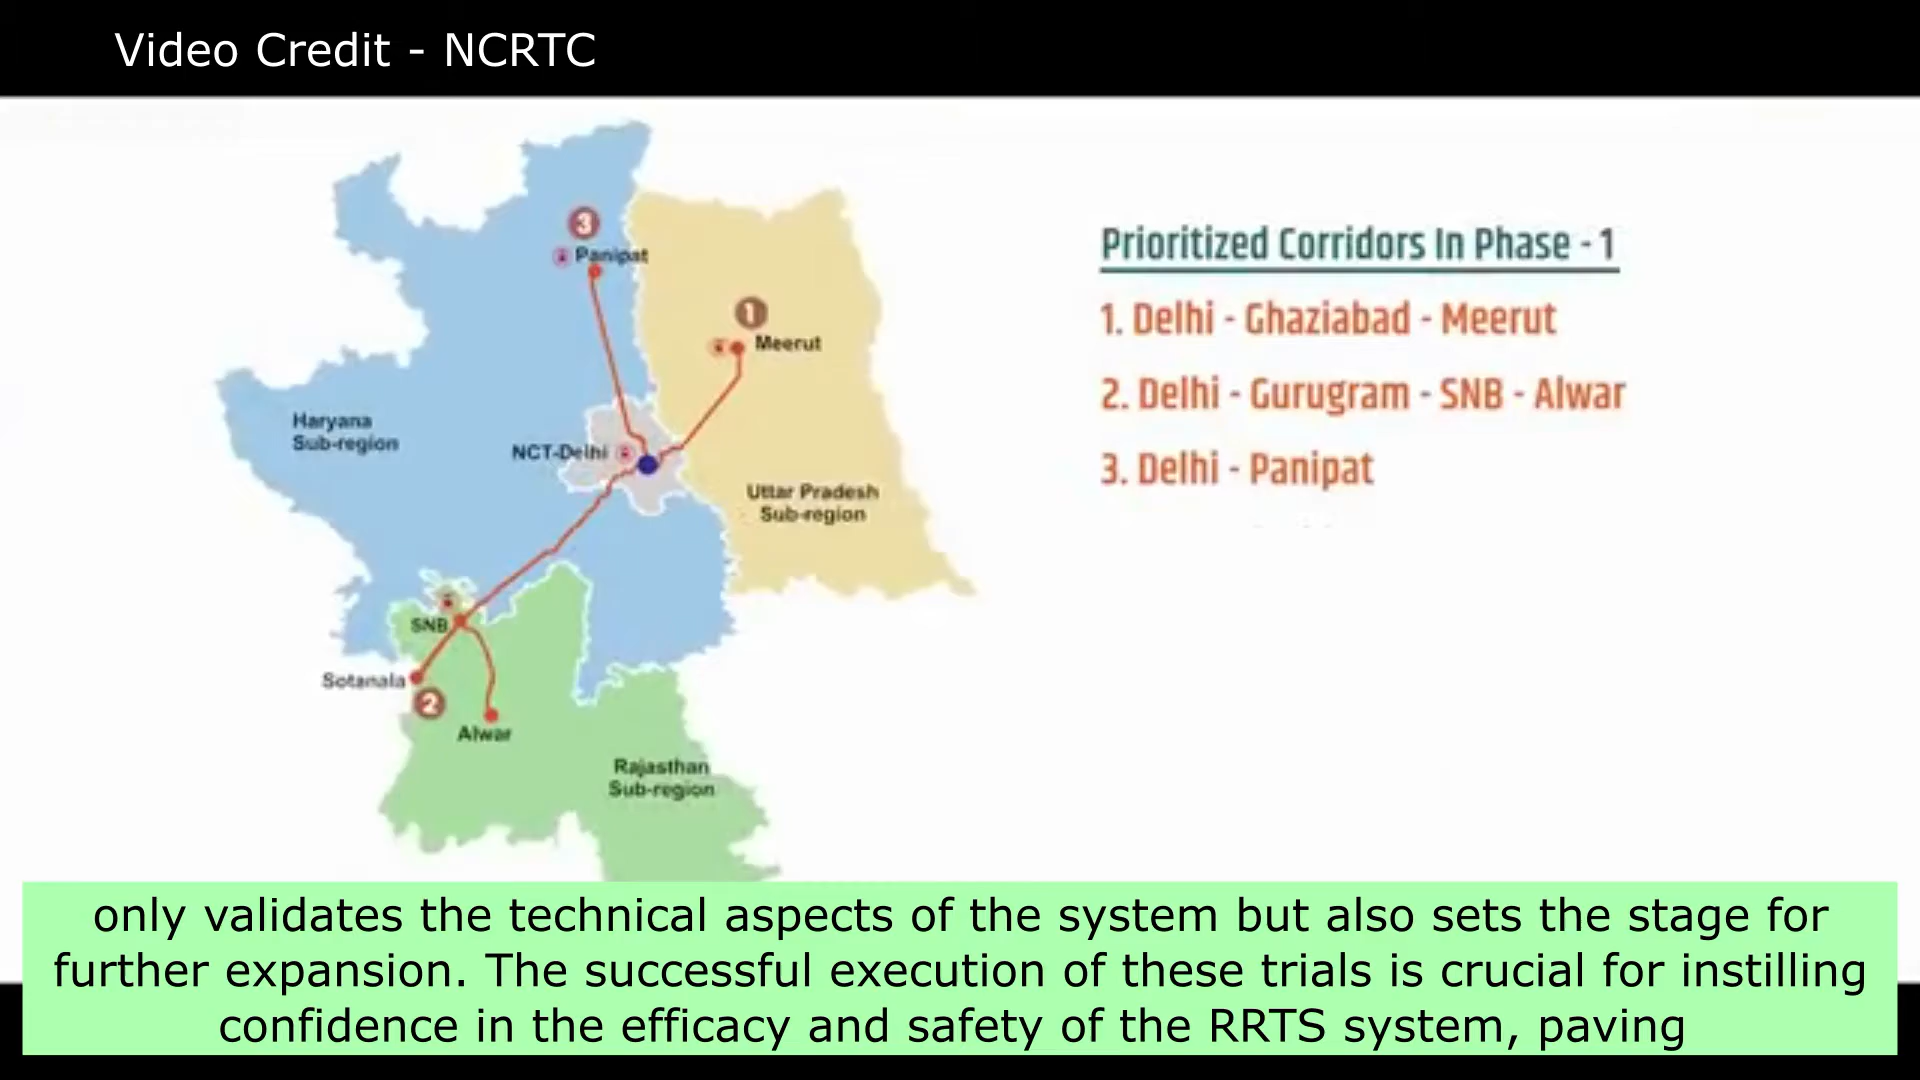 Video Credit - NCRTC
3
Panipat
1
Meerut
Haryana
Sub-region
NCT-Delhi
Uttar Pradesh
Sub-region
SNB
Sotanala
2
Alwar
Rajasthan
Sub-region
Prioritized Corridors In Phase - 1
1. Delhi - Ghaziabad - Meerut
2. Delhi - Gurugram - SNB - Alwar
3. Delhi - Panipat
only validates the technical aspects of the system but also sets the stage for
further expansion. The successful execution of these trials is crucial for instilling
confidence in the efficacy and safety of the RRTS system, paving